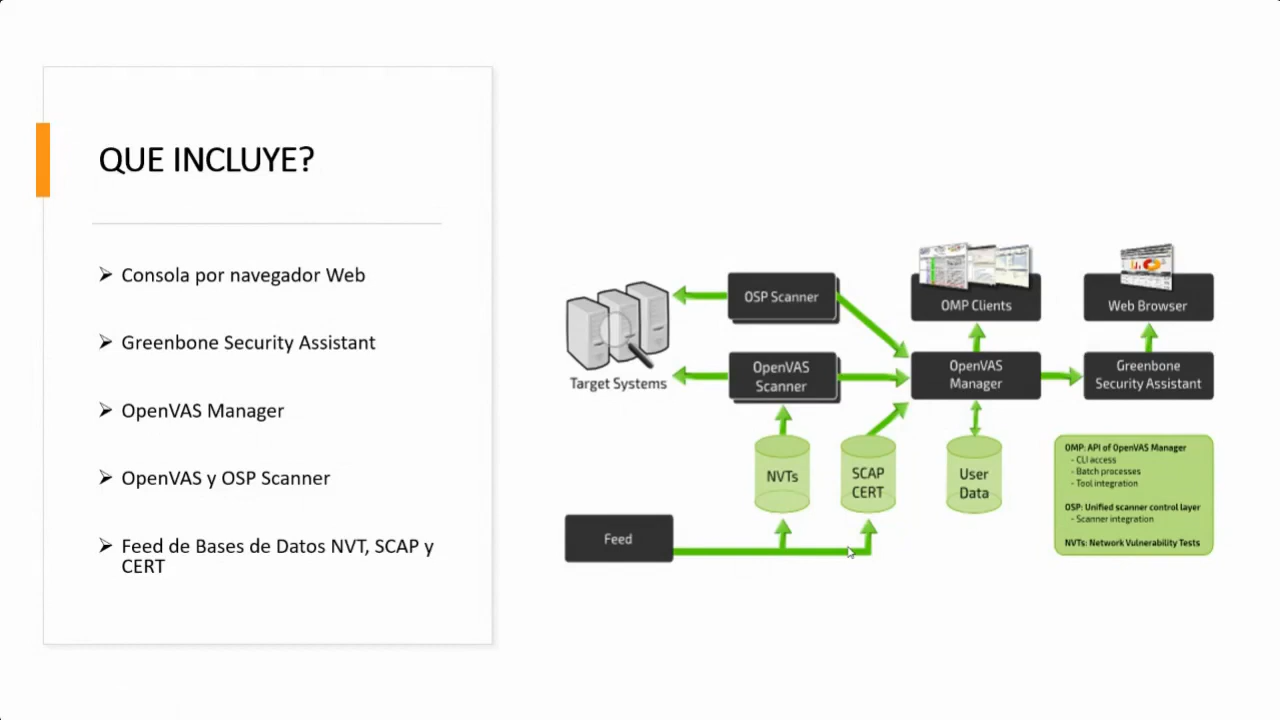 QUE INCLUYE?
➢ Consola por navegador Web
➢ Greenbone Security Assistant
➢ OpenVAS Manager
➢ OpenVAS y OSP Scanner
➢ Feed de Bases de Datos NVT, SCAP y
CERT
OSP Scanner
OMP Clients
Web Browser
Target Systems
OpenVAS
Scanner
OpenVAS
Manager
Greenbone
Security Assistant
NVTs
SCAP
CERT
User
Data
Feed
OMP: API of OpenVAS Manager
- CLI access
- Batch processes
- Tool integration
OSP: Unified scanner control layer
- Scanner integration
NVTs: Network Vulnerability Tests